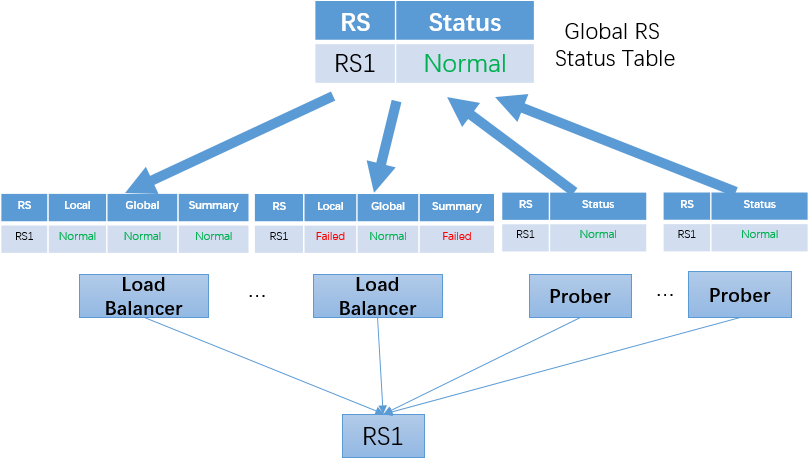 RS Status
RS1 Normal
Global RS
Status Table
RS Local Global Summary
RS1 Normal Normal Normal
RS Local Global Summary
RS1 Failed Normal Failed
RS Status
RS1 Normal
RS Status
RS1 Normal
Load
Balancer
...
Load
Balancer
Prober
...
Prober
RS1